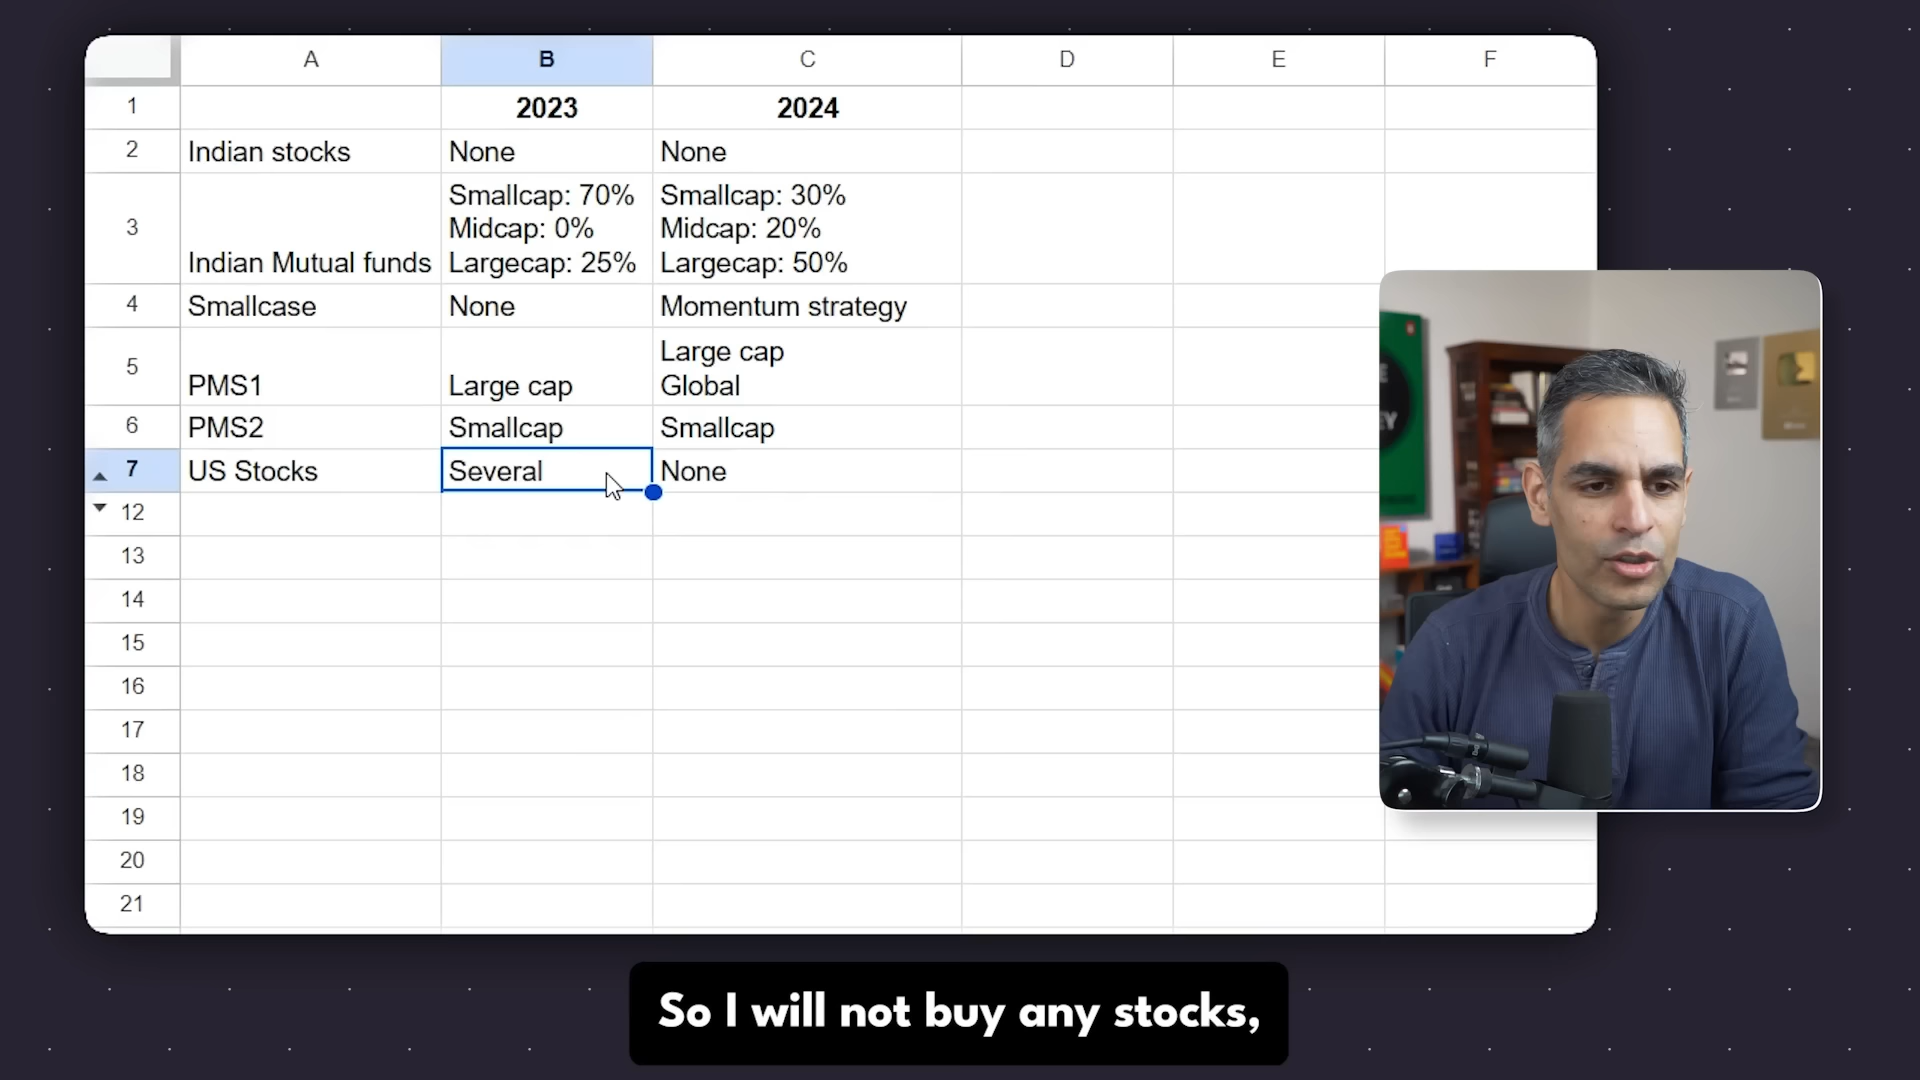 A B C D E F
1 2023 2024
2 Indian stocks None None
Smallcap: 70% Smallcap: 30%
3 Midcap: 0% Midcap: 20%
Indian Mutual funds Largecap: 25% Largecap: 50%
4 Smallcase None Momentum strategy
Large cap
5 PMS1 Large cap Global
6 PMS2 Smallcap Smallcap
7 US Stocks Several None
12
13
14
15
16
17
18
19
20
21
So I will not buy any stocks,